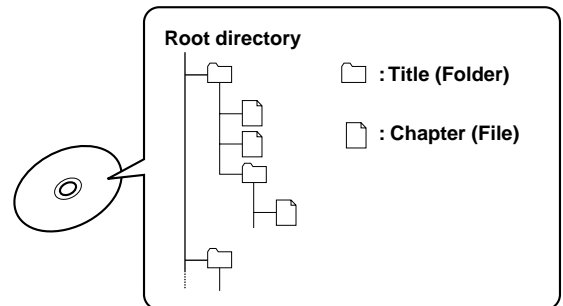 Root directory
: Title (Folder)
: Chapter (File)